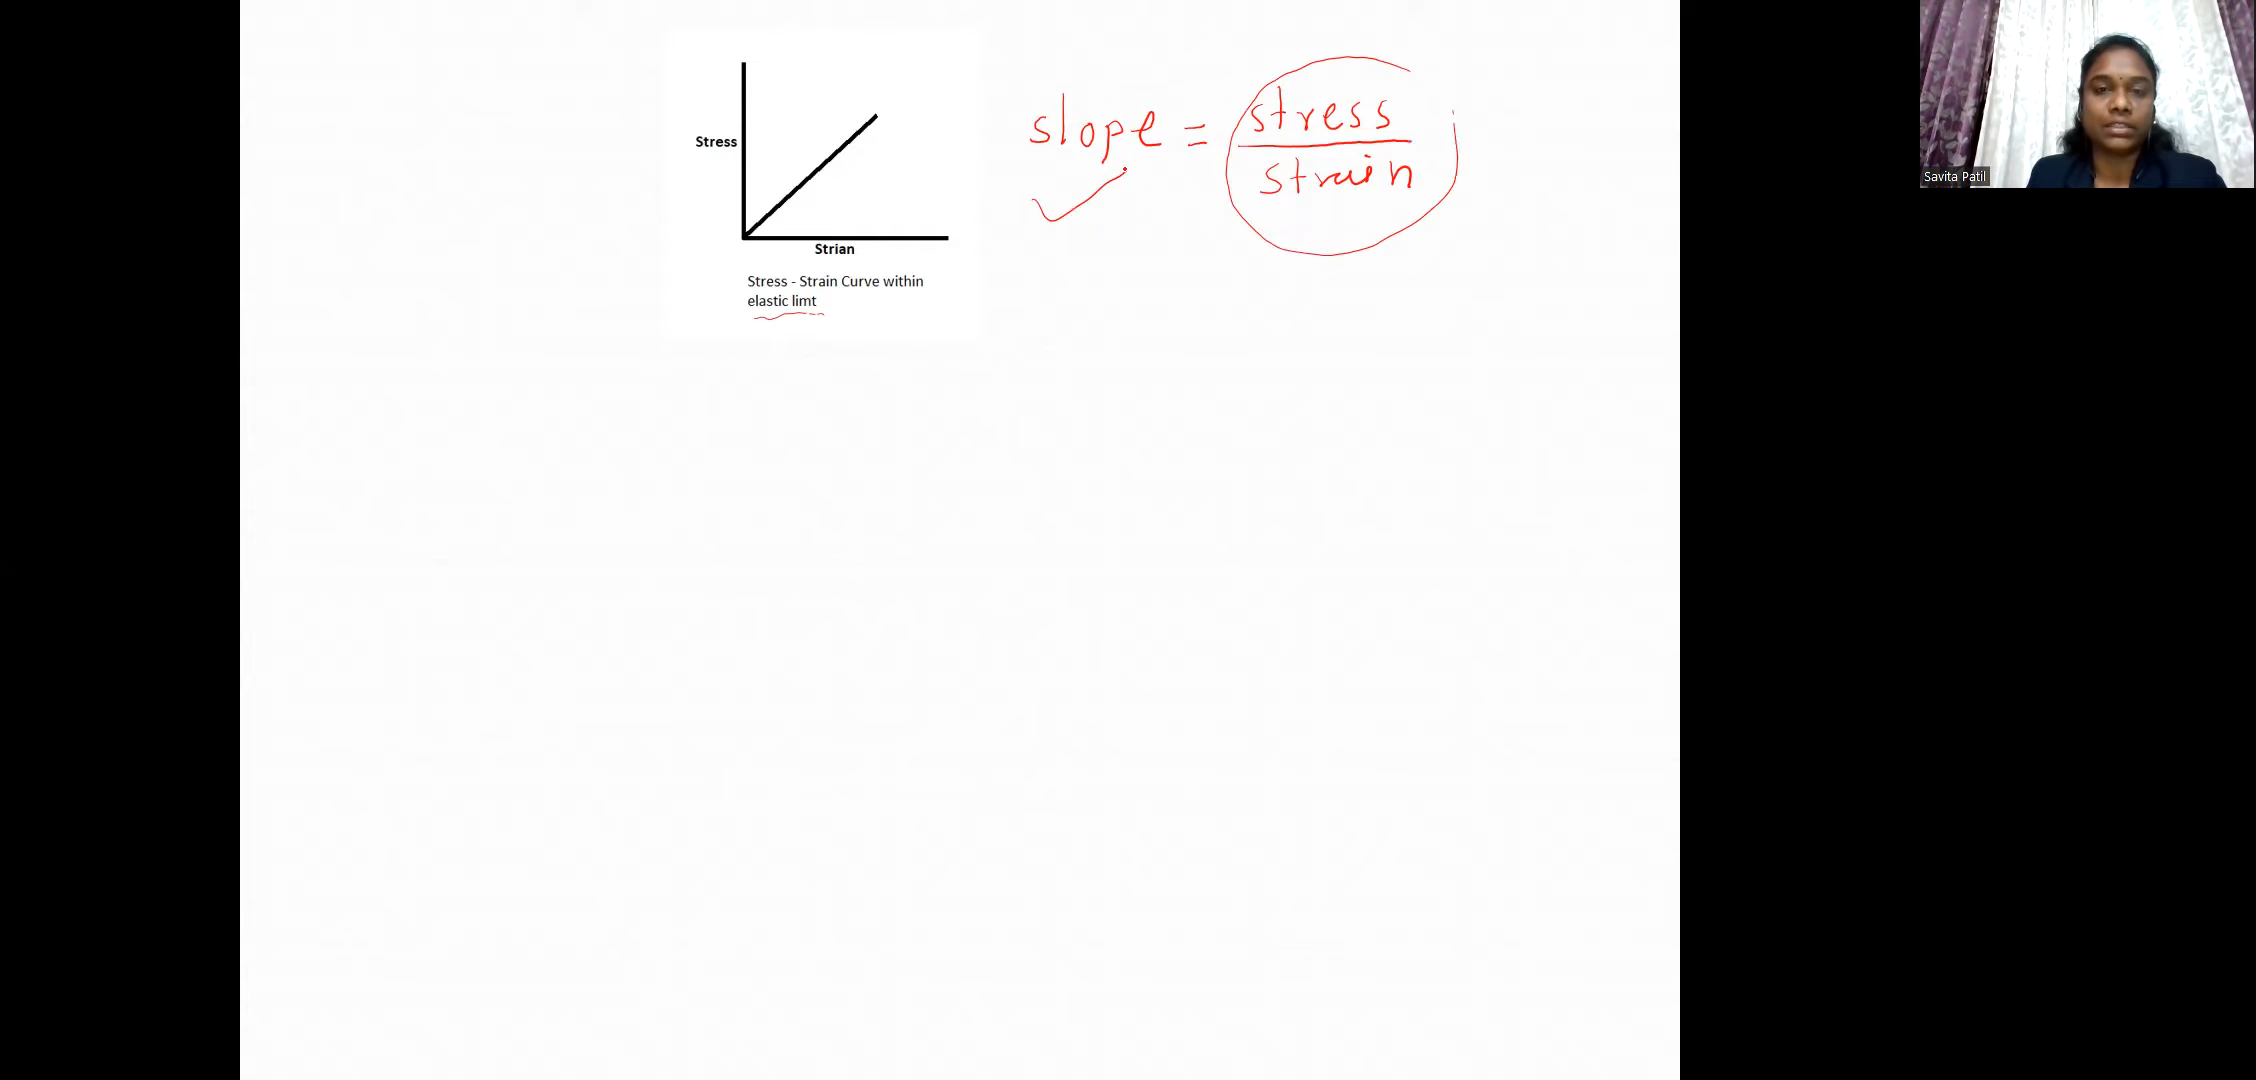 Stress
Strian
Stress - Strain Curve within
elastic limt
slope = stress
strain
Savita Patil